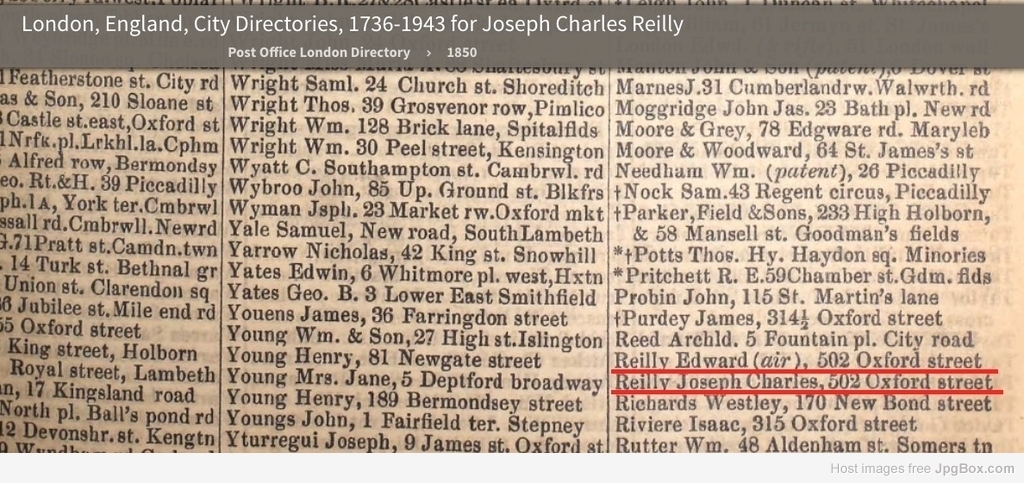 London, England, City Directories, 1736-1943 for Joseph Charles Reilly
Post Office London Directory › 1850
Featherstone st. City rd
as & Son, 210 Sloane st
Castle st.east,Oxford st
Nrfk.pl.Lrkhl.la.Cphm
Alfred row, Bermondsy
eo. Rt.&H. 39 Piccadilly
ph.1A, York ter.Cmbrwl
ssall rd.Cmbrwll.Newrd
G.71Pratt st.Camdn.twn
14 Turk st. Bethnal gr
Union st. Clarendon sq
6 Jubilee st.Mile end rd
55 Oxford street
King street, Holborn
Royal street, Lambeth
n, 17 Kingsland road
North pl. Ball's pond rd
12 Devonshr. st. Kengtn
Wright Saml. 24 Church st. Shoreditch
Wright Thos. 39 Grosvenor row,Pimlico
Wright Wm. 128 Brick lane, Spitalflds
Wright Wm. 30 Peel street, Kensington
Wyatt C. Southampton st. Cambrwl. rd
Wybroo John, 85 Up. Ground st. Blkfrs
Wyman Jsph. 23 Market rw.Oxford mkt
Yale Samuel, New road, SouthLambeth
Yarrow Nicholas, 42 King st. Snowhill
Yates Edwin, 6 Whitmore pl. west,Hxtn
Yates Geo. B. 3 Lower East Smithfield
Youens James, 36 Farringdon street
Young Wm. & Son,27 High st.Islington
Young Henry, 81 Newgate street
Young Mrs. Jane, 5 Deptford broadway
Young Henry, 189 Bermondsey street
Youngs John, 1 Fairfield ter. Stepney
Yturregui Joseph, 9 James st. Oxford st
Manton John & Son (patent),6 Dover st
MarnesJ.31 Cumberlandrw.Walwrth. rd
Moggridge John Jas. 23 Bath pl. New rd
Moore & Grey, 78 Edgware rd. Maryleb
Moore & Woodward, 64 St. James's st
Needham Wm. (patent), 26 Piccadilly
†Nock Sam.43 Regent circus, Piccadilly
†Parker,Field &Sons, 233 High Holborn,
& 58 Mansell st. Goodman's fields
*†Potts Thos. Hy. Haydon sq. Minories
*Pritchett R. E.59Chamber st.Gdm. flds
Probin John, 115 St. Martin's lane
†Purdey James, 314½ Oxford street
Reed Archld. 5 Fountain pl. City road
Reilly Edward (air), 502 Oxford street
Reilly Joseph Charles, 502 Oxford street
Richards Westley, 170 New Bond street
Riviere Isaac, 315 Oxford street
Rutter Wm. 48 Aldenham st. Somers tn
Host images free JpgBox.com